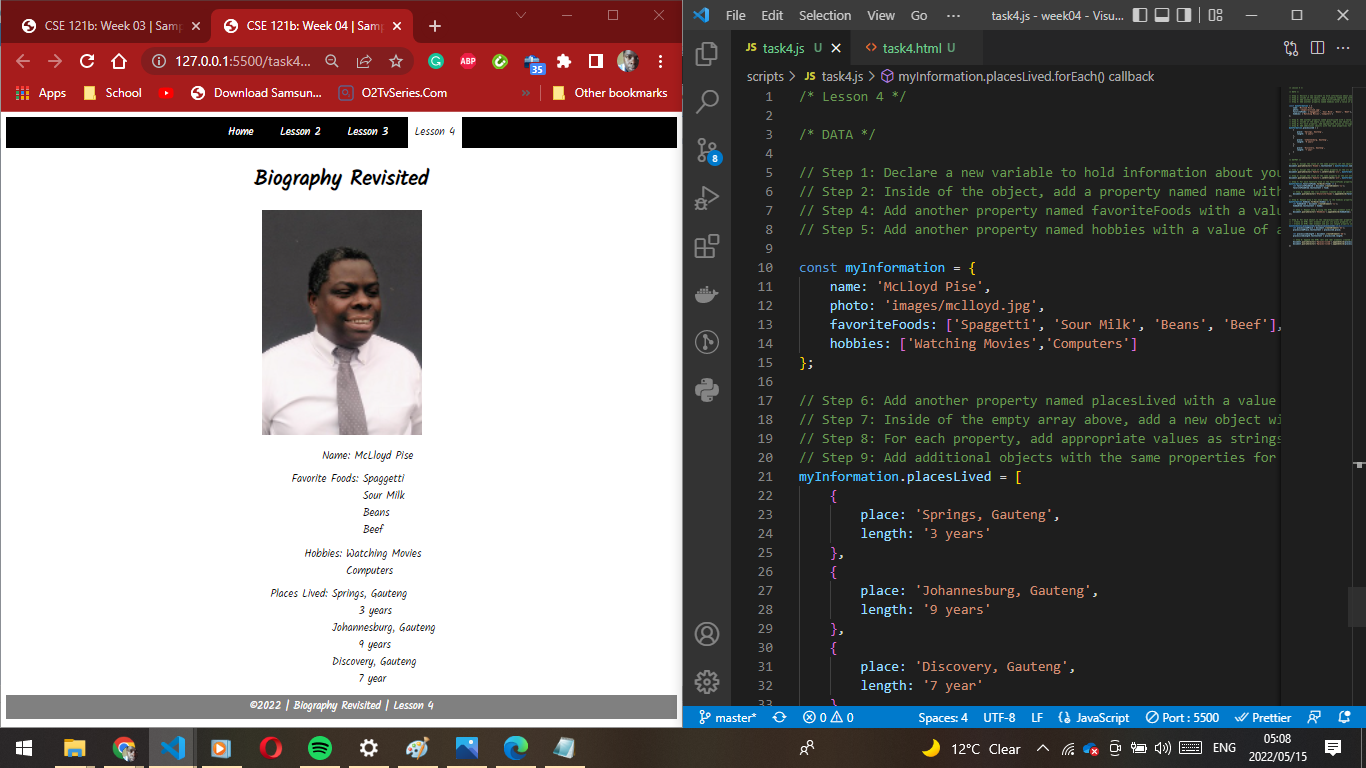 CSE 121b: Week 03 | Samp
CSE 121b: Week 04 | Samp
127.0.0.1:5500/task4...
ABP
35
Apps
School
Download Samsun...
O2TvSeries.Com
»
Other bookmarks
Home
Lesson 2
Lesson 3
Lesson 4
Biography Revisited
Name: McLloyd Pise
Favorite Foods: Spaggetti
Sour Milk
Beans
Beef
Hobbies: Watching Movies
Computers
Places Lived: Springs, Gauteng
3 years
Johannesburg, Gauteng
9 years
Discovery, Gauteng
7 year
©2022 | Biography Revisited | Lesson 4
File Edit Selection View Go ··· task4.js - week04 - Visu...
JS task4.js U
<> task4.html U
scripts > JS task4.js > myInformation.placesLived.forEach() callback
8
1 /* Lesson 4 */
2
3 /* DATA */
4
5 // Step 1: Declare a new variable to hold information about you
6 // Step 2: Inside of the object, add a property named name with
7 // Step 4: Add another property named favoriteFoods with a valu
8 // Step 5: Add another property named hobbies with a value of a
9
10 const myInformation = {
11 name: 'McLloyd Pise',
12 photo: 'images/mclloyd.jpg',
13 favoriteFoods: ['Spaggetti', 'Sour Milk', 'Beans', 'Beef'],
14 hobbies: ['Watching Movies','Computers']
15 };
16
17 // Step 6: Add another property named placesLived with a value
18 // Step 7: Inside of the empty array above, add a new object wi
19 // Step 8: For each property, add appropriate values as strings
20 // Step 9: Add additional objects with the same properties for
21 myInformation.placesLived = [
22 {
23 place: 'Springs, Gauteng',
24 length: '3 years'
25 },
26 {
27 place: 'Johannesburg, Gauteng',
28 length: '9 years'
29 },
30 {
31 place: 'Discovery, Gauteng',
32 length: '7 year'
33 }
master* 0 0 Spaces: 4 UTF-8 LF {} JavaScript Port : 5500 Prettier
12°C Clear
ENG
05:08
2022/05/15